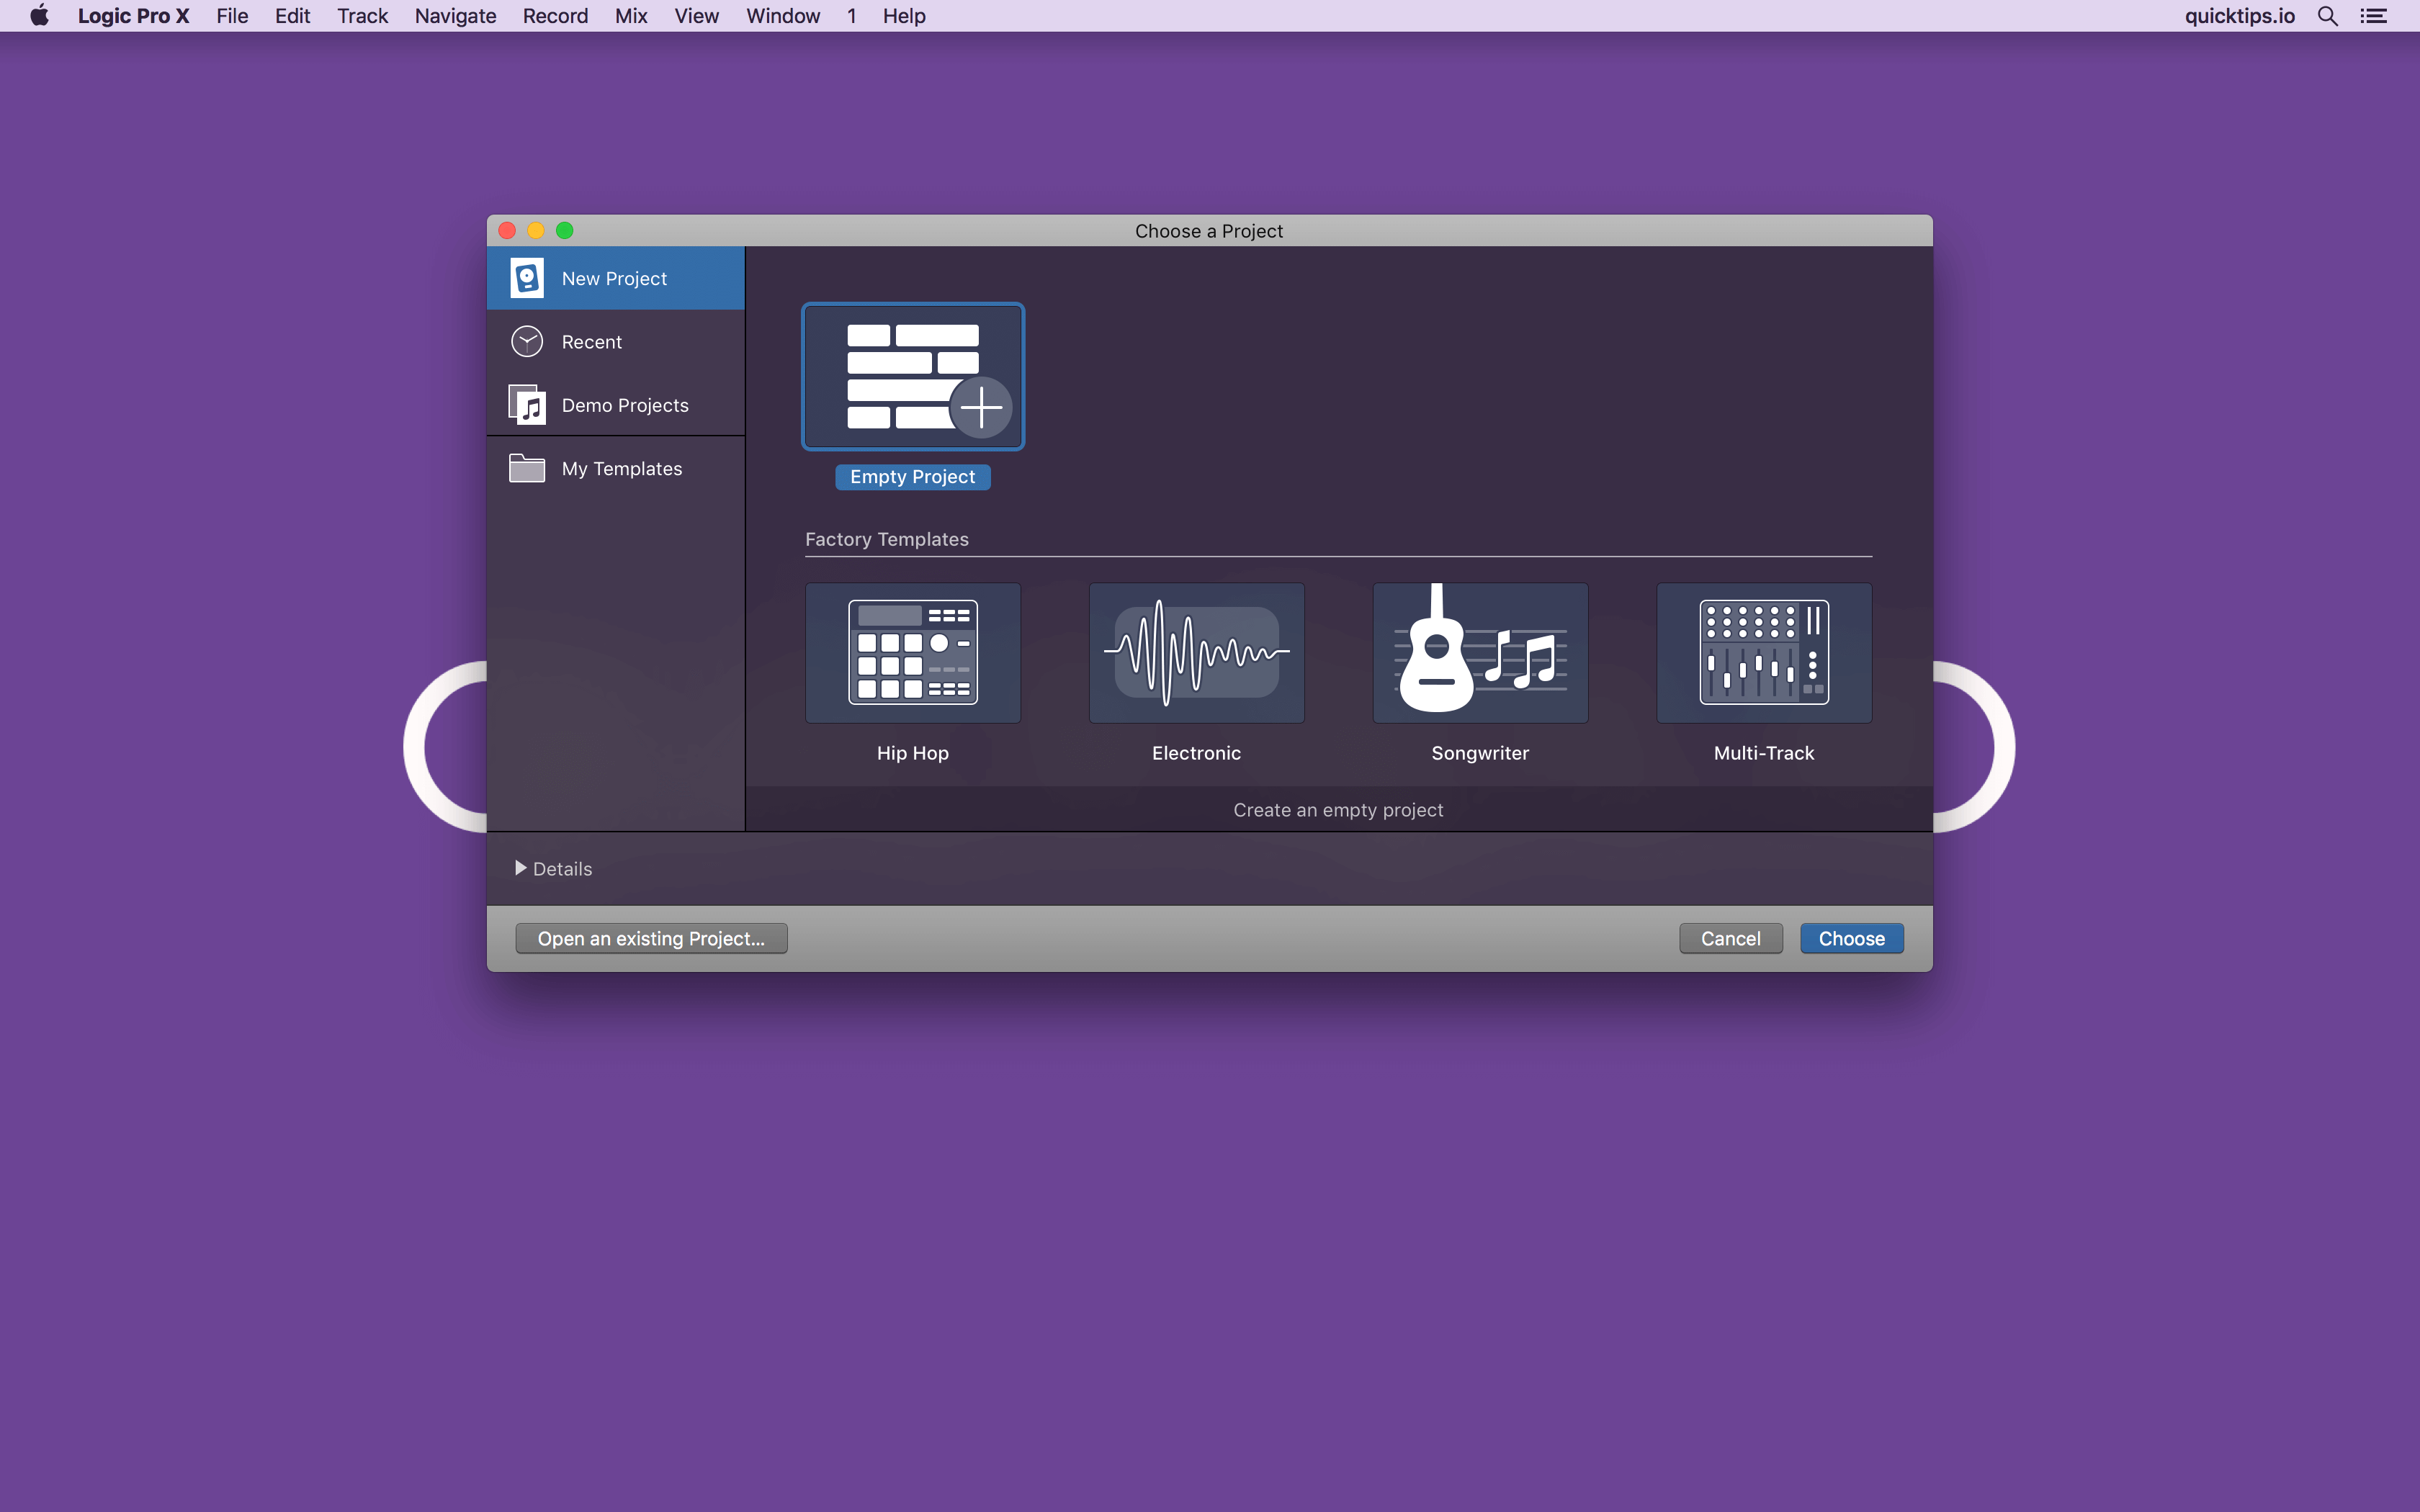 Logic Pro X File Edit Track Navigate Record Mix View Window 1 Help quicktips.io
Choose a Project
New Project
Recent
Demo Projects
My Templates
Empty Project
Factory Templates
Hip Hop Electronic Songwriter Multi-Track
Create an empty project
Details
Open an existing Project... Cancel Choose